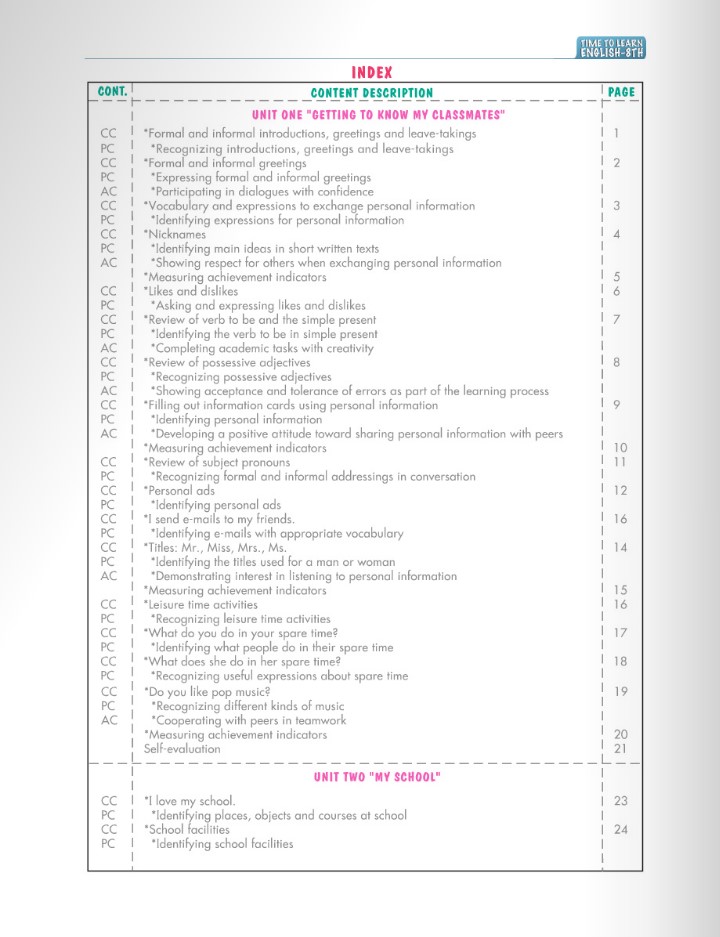 TIME TO LEARN
ENGLISH-8TH
INDEX
CONT. CONTENT DESCRIPTION PAGE
UNIT ONE "GETTING TO KNOW MY CLASSMATES"
CC *Formal and informal introductions, greetings and leave-takings 1
PC *Recognizing introductions, greetings and leave-takings
CC *Formal and informal greetings 2
PC *Expressing formal and informal greetings
AC *Participating in dialogues with confidence
CC *Vocabulary and expressions to exchange personal information 3
PC *Identifying expressions for personal information
CC *Nicknames 4
PC *Identifying main ideas in short written texts
AC *Showing respect for others when exchanging personal information
*Measuring achievement indicators 5
CC *Likes and dislikes 6
PC *Asking and expressing likes and dislikes
CC *Review of verb to be and the simple present 7
PC *Identifying the verb to be in simple present
AC *Completing academic tasks with creativity
CC *Review of possessive adjectives 8
PC *Recognizing possessive adjectives
AC *Showing acceptance and tolerance of errors as part of the learning process
CC *Filling out information cards using personal information 9
PC *Identifying personal information
AC *Developing a positive attitude toward sharing personal information with peers
*Measuring achievement indicators 10
CC *Review of subject pronouns 11
PC *Recognizing formal and informal addressings in conversation
CC *Personal ads 12
PC *Identifying personal ads
CC *I send e-mails to my friends. 16
PC *Identifying e-mails with appropriate vocabulary
CC *Titles: Mr., Miss, Mrs., Ms. 14
PC *Identifying the titles used for a man or woman
AC *Demonstrating interest in listening to personal information
*Measuring achievement indicators 15
CC *Leisure time activities 16
PC *Recognizing leisure time activities
CC *What do you do in your spare time? 17
PC *Identifying what people do in their spare time
CC *What does she do in her spare time? 18
PC *Recognizing useful expressions about spare time
CC *Do you like pop music? 19
PC *Recognizing different kinds of music
AC *Cooperating with peers in teamwork
*Measuring achievement indicators 20
Self-evaluation 21
UNIT TWO "MY SCHOOL"
CC *I love my school. 23
PC *Identifying places, objects and courses at school
CC *School facilities 24
PC *Identifying school facilities